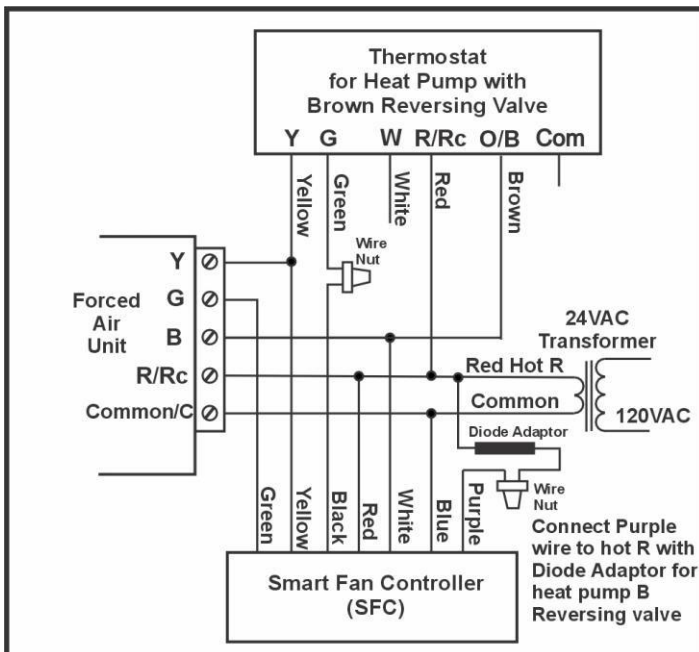 Thermostat
for Heat Pump with
Brown Reversing Valve
Y G W R/Rc O/B Com
Yellow
Green
White
Red
Brown
Wire
Nut
Forced
Air
Unit
Y
G
B
R/Rc
Common/C
24VAC
Transformer
Red Hot R
Common
120VAC
Diode Adaptor
Wire
Nut
Green
Yellow
Black
Red
White
Blue
Purple
Connect Purple
wire to hot R with
Diode Adaptor for
heat pump B
Reversing valve
Smart Fan Controller
(SFC)